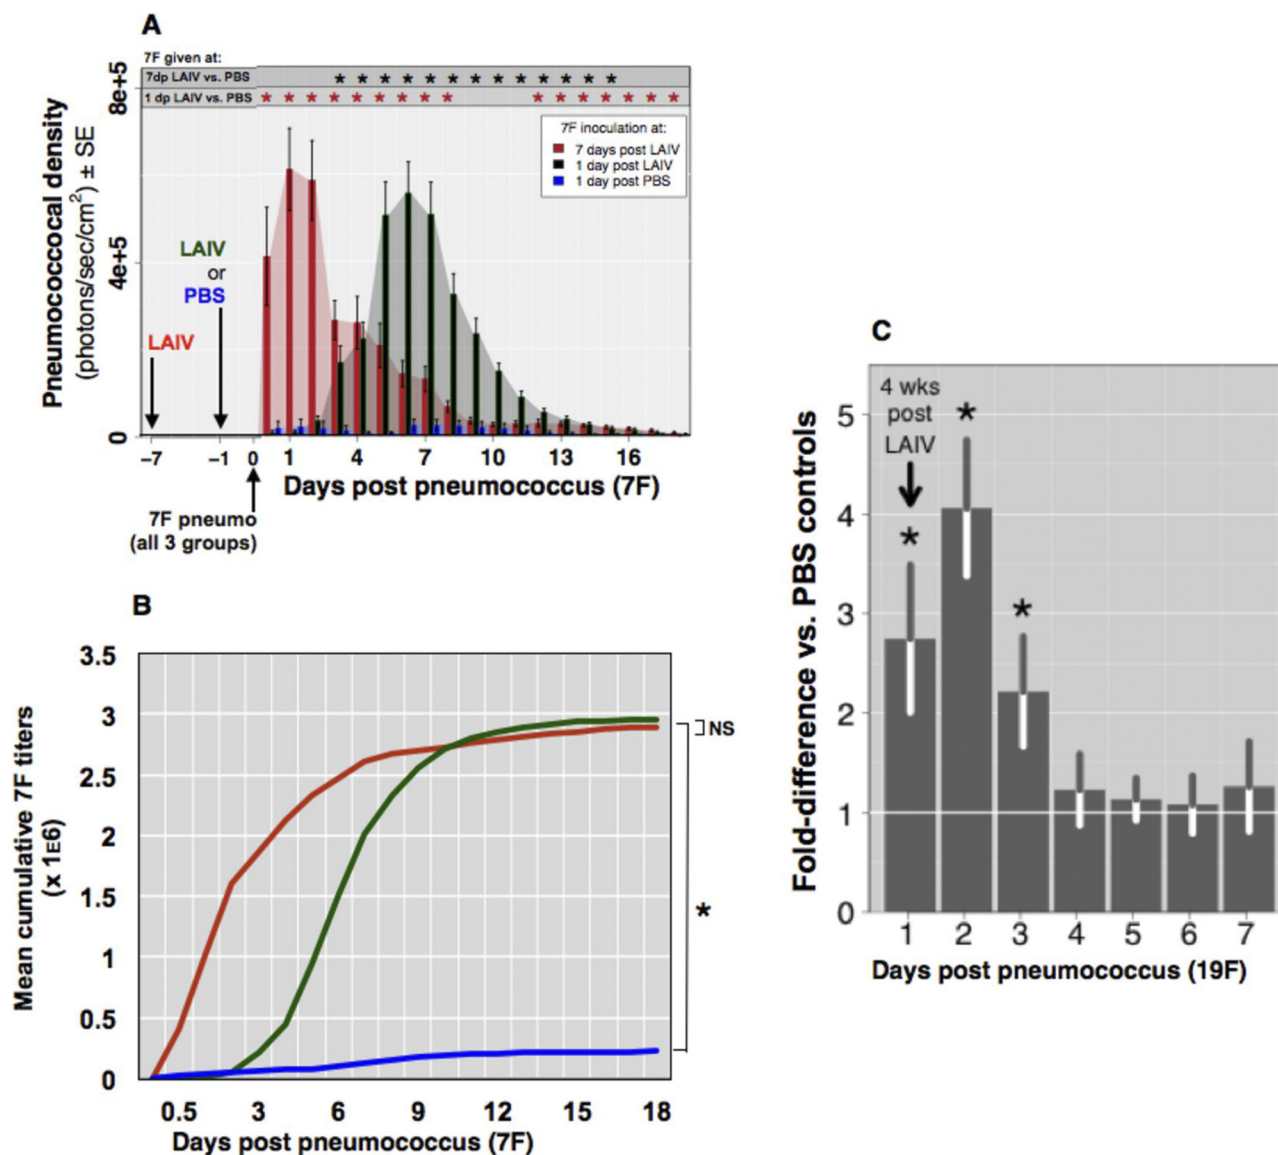 A
7F given at:
7dp LAIV vs. PBS * * * * * * * * * * * * *
1 dp LAIV vs. PBS * * * * * * * * * * * * * * * *
Pneumococcal density
(photons/sec/cm²) ± SE
8e+5
4e+5
0
7F inoculation at:
7 days post LAIV
1 day post LAIV
1 day post PBS
LAIV
or
PBS
LAIV
−7 −1 0 1 4 7 10 13 16
Days post pneumococcus (7F)
7F pneumo
(all 3 groups)
B
Mean cumulative 7F titers
(x 1E6)
3.5
3
2.5
2
1.5
1
0.5
0
NS
*
0.5 3 6 9 12 15 18
Days post pneumococcus (7F)
C
Fold-difference vs. PBS controls
4 wks
post
LAIV
* * *
5
4
3
2
1
0
1 2 3 4 5 6 7
Days post pneumococcus (19F)